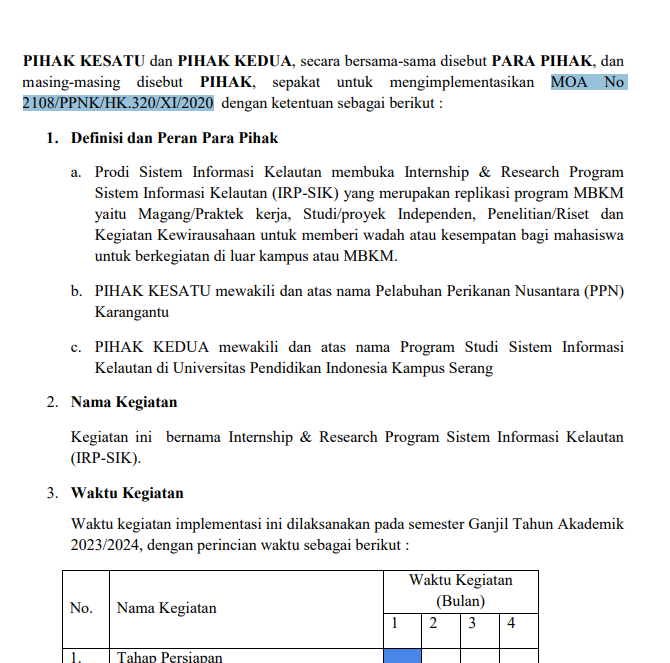 PIHAK KESATU dan PIHAK KEDUA, secara bersama-sama disebut PARA PIHAK, dan
masing-masing disebut PIHAK, sepakat untuk mengimplementasikan MOA No
2108/PPNK/HK.320/XI/2020 dengan ketentuan sebagai berikut :
1. Definisi dan Peran Para Pihak
a. Prodi Sistem Informasi Kelautan membuka Internship & Research Program
Sistem Informasi Kelautan (IRP-SIK) yang merupakan replikasi program MBKM
yaitu Magang/Praktek kerja, Studi/proyek Independen, Penelitian/Riset dan
Kegiatan Kewirausahaan untuk memberi wadah atau kesempatan bagi mahasiswa
untuk berkegiatan di luar kampus atau MBKM.
b. PIHAK KESATU mewakili dan atas nama Pelabuhan Perikanan Nusantara (PPN)
Karangantu
c. PIHAK KEDUA mewakili dan atas nama Program Studi Sistem Informasi
Kelautan di Universitas Pendidikan Indonesia Kampus Serang
2. Nama Kegiatan
Kegiatan ini bernama Internship & Research Program Sistem Informasi Kelautan
(IRP-SIK).
3. Waktu Kegiatan
Waktu kegiatan implementasi ini dilaksanakan pada semester Ganjil Tahun Akademik
2023/2024, dengan perincian waktu sebagai berikut :
No. Nama Kegiatan Waktu Kegiatan
(Bulan)
1 2 3 4
1. Tahap Persiapan